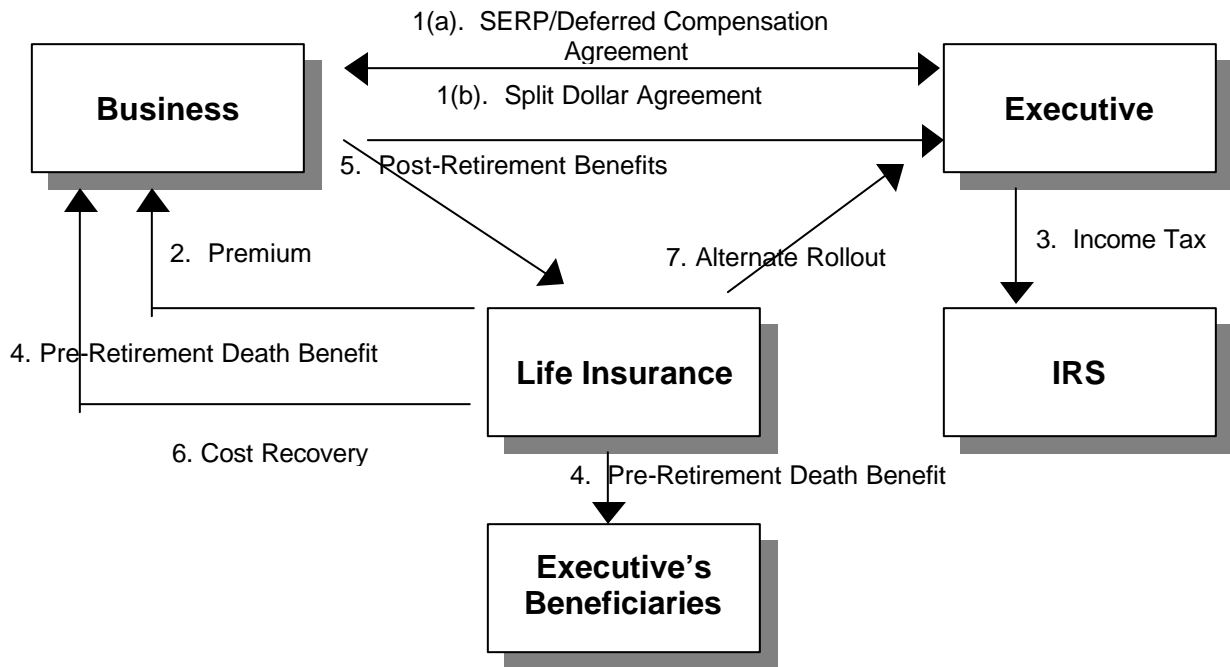 1(a). SERP/Deferred Compensation
Agreement
Business
Executive
1(b). Split Dollar Agreement
5. Post-Retirement Benefits
2. Premium
7. Alternate Rollout
3. Income Tax
4. Pre-Retirement Death Benefit
Life Insurance
IRS
6. Cost Recovery
4. Pre-Retirement Death Benefit
Executive’s
Beneficiaries